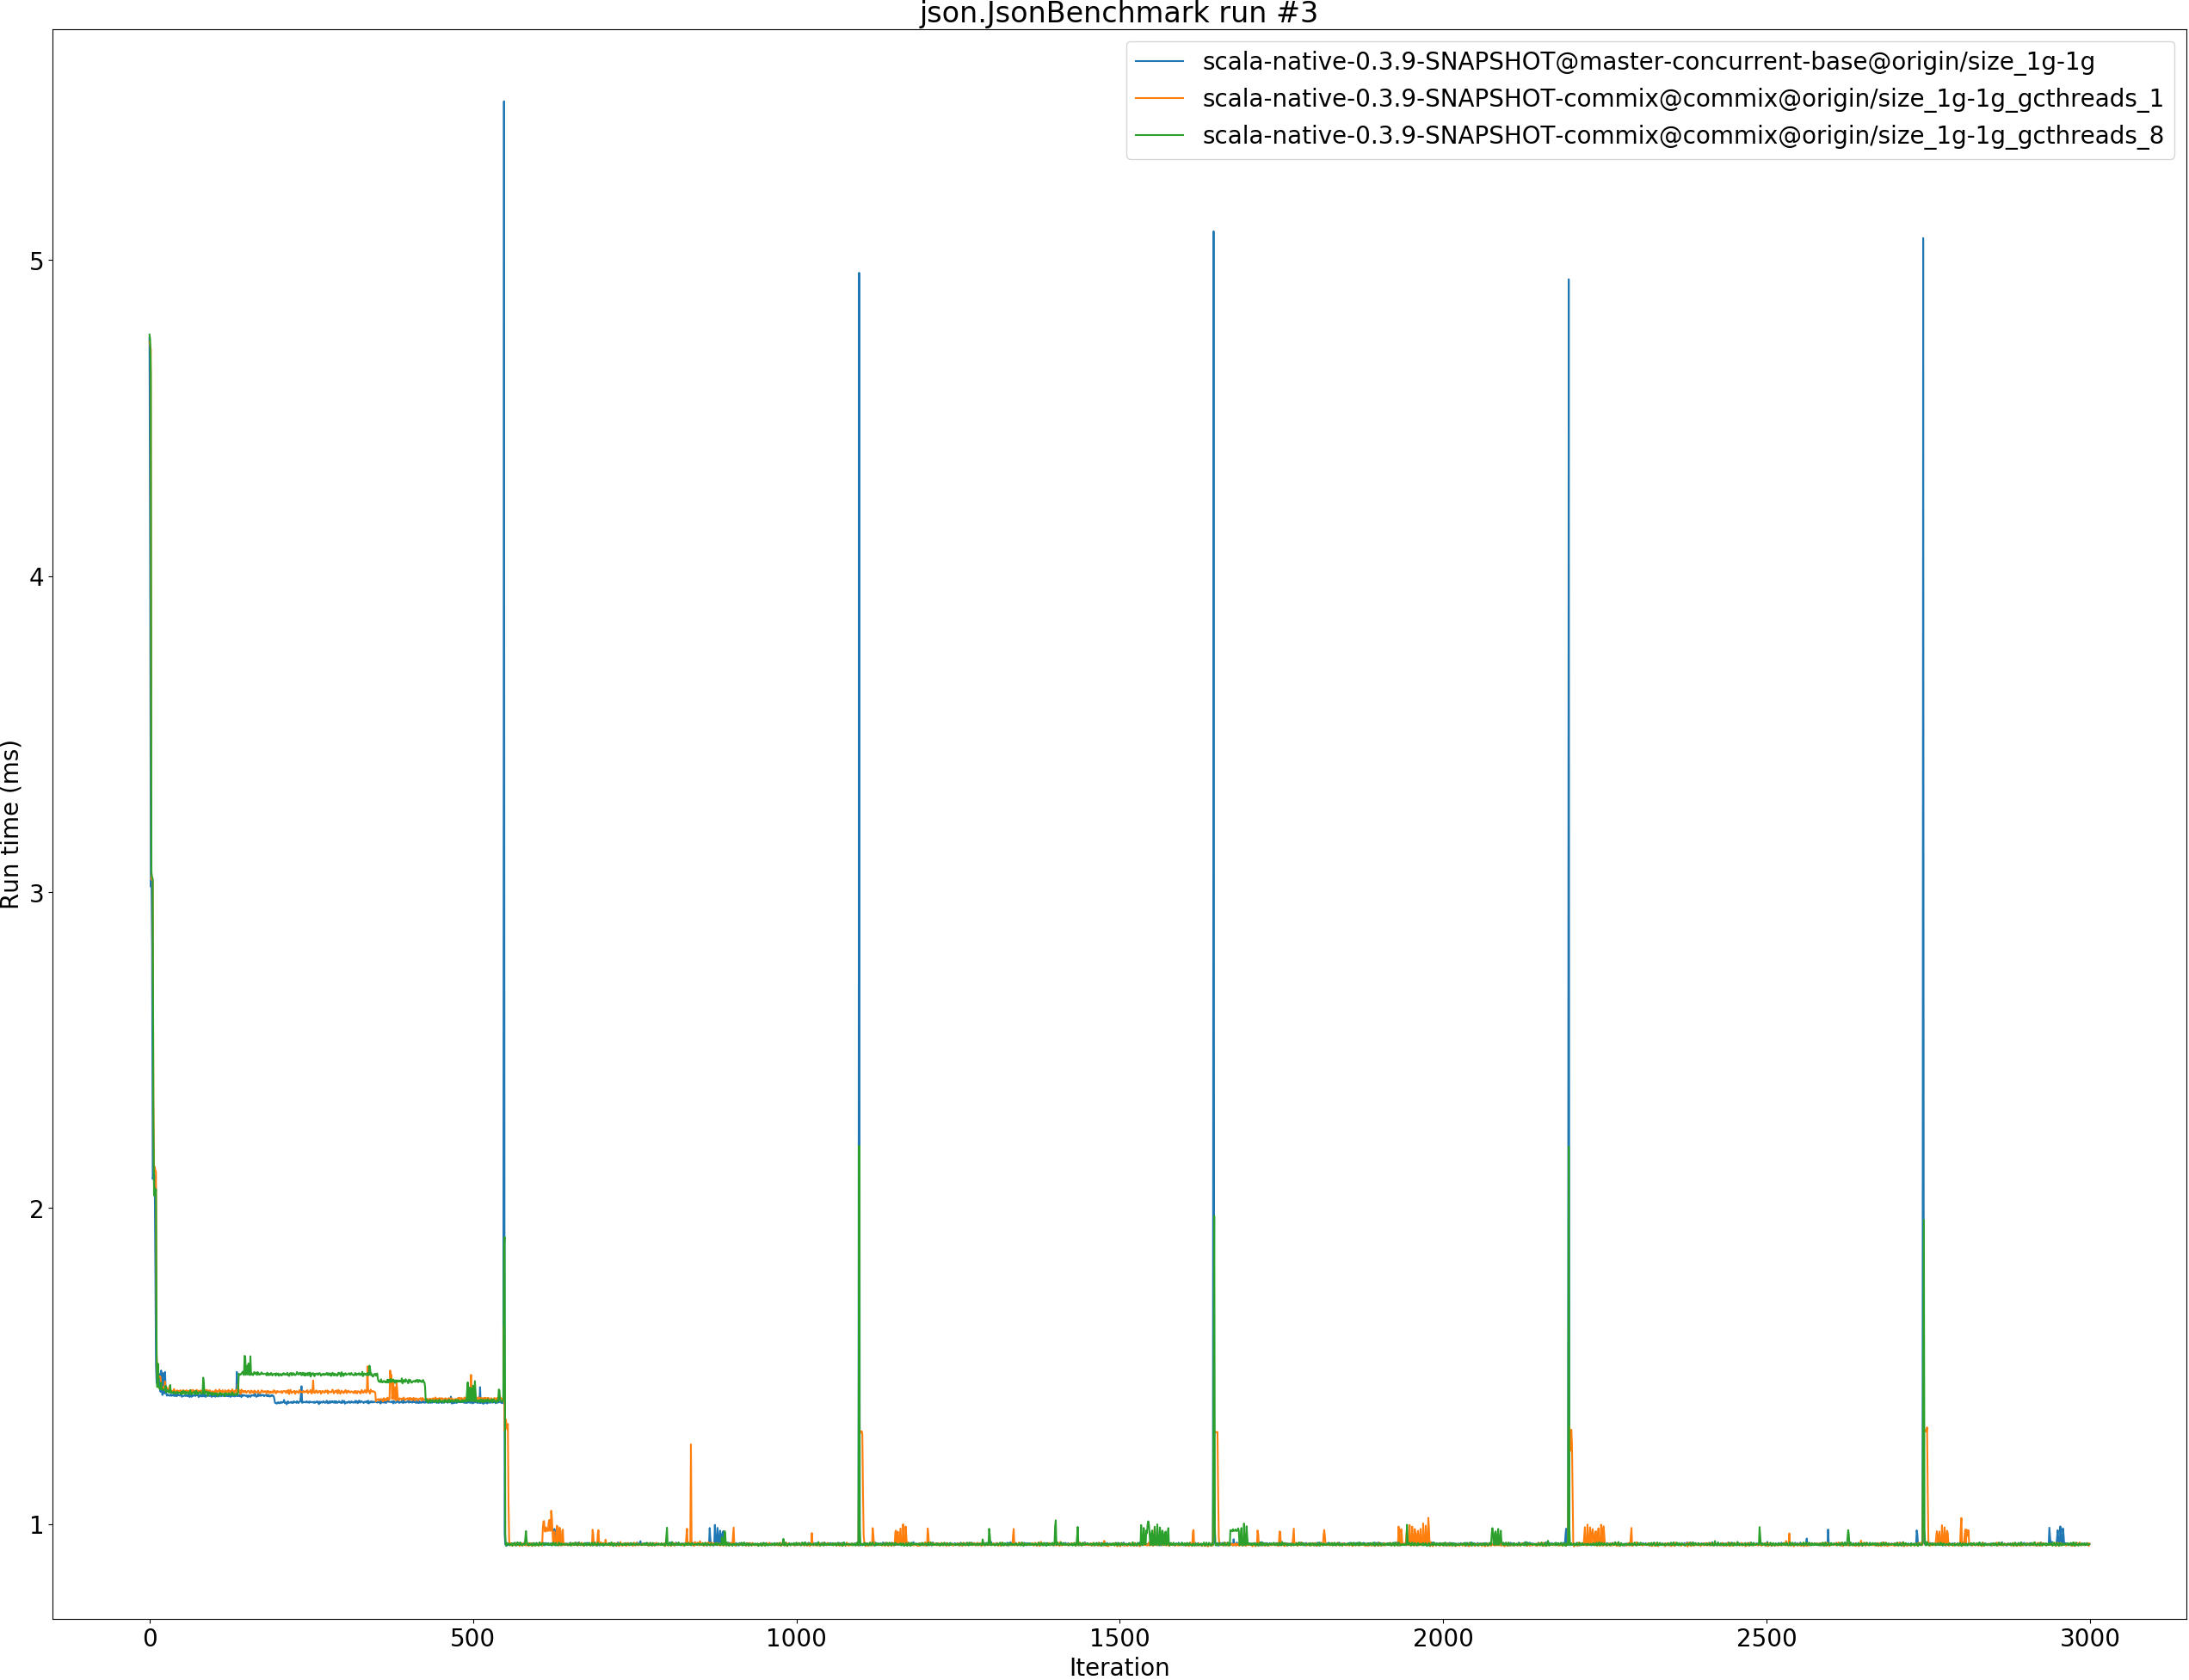 json.JsonBenchmark run #3
scala-native-0.3.9-SNAPSHOT@master-concurrent-base@origin/size_1g-1g
scala-native-0.3.9-SNAPSHOT-commix@commix@origin/size_1g-1g_gcthreads_1
scala-native-0.3.9-SNAPSHOT-commix@commix@origin/size_1g-1g_gcthreads_8
Run time (ms)
5
4
3
2
1
0 500 1000 1500 2000 2500 3000
Iteration